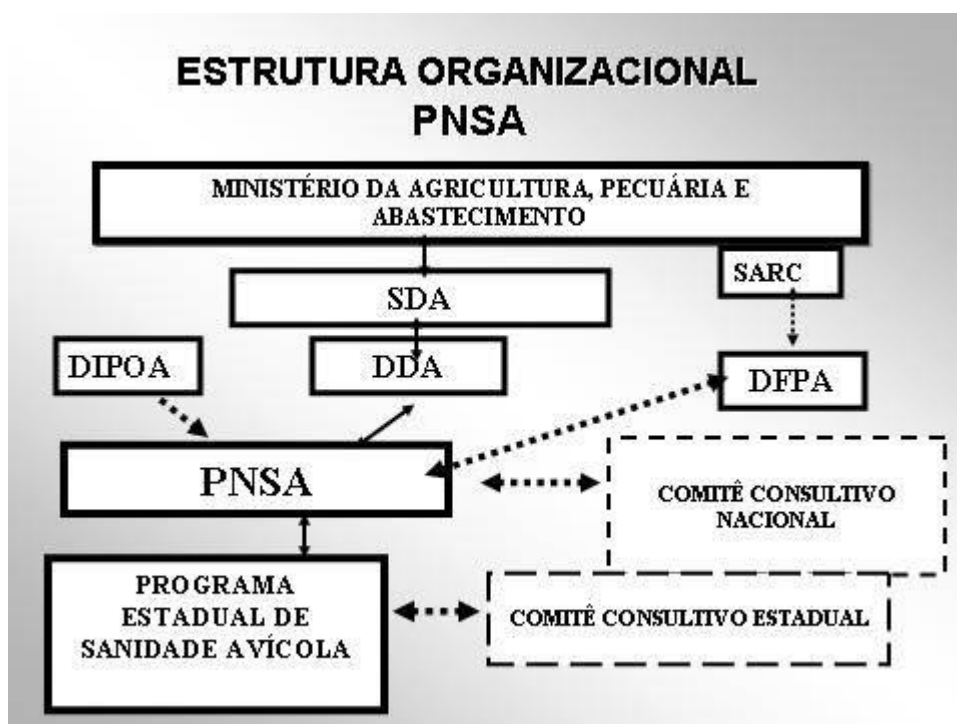 ESTRUTURA ORGANIZACIONAL
PNSA
MINISTÉRIO DA AGRICULTURA, PECUÁRIA E
ABASTECIMENTO
SARC
SDA
DIPOA
DDA
DFPA
PNSA
COMITÊ CONSULTIVO
NACIONAL
PROGRAMA
ESTADUAL DE
SANIDADE AVÍCOLA
COMITÊ CONSULTIVO ESTADUAL